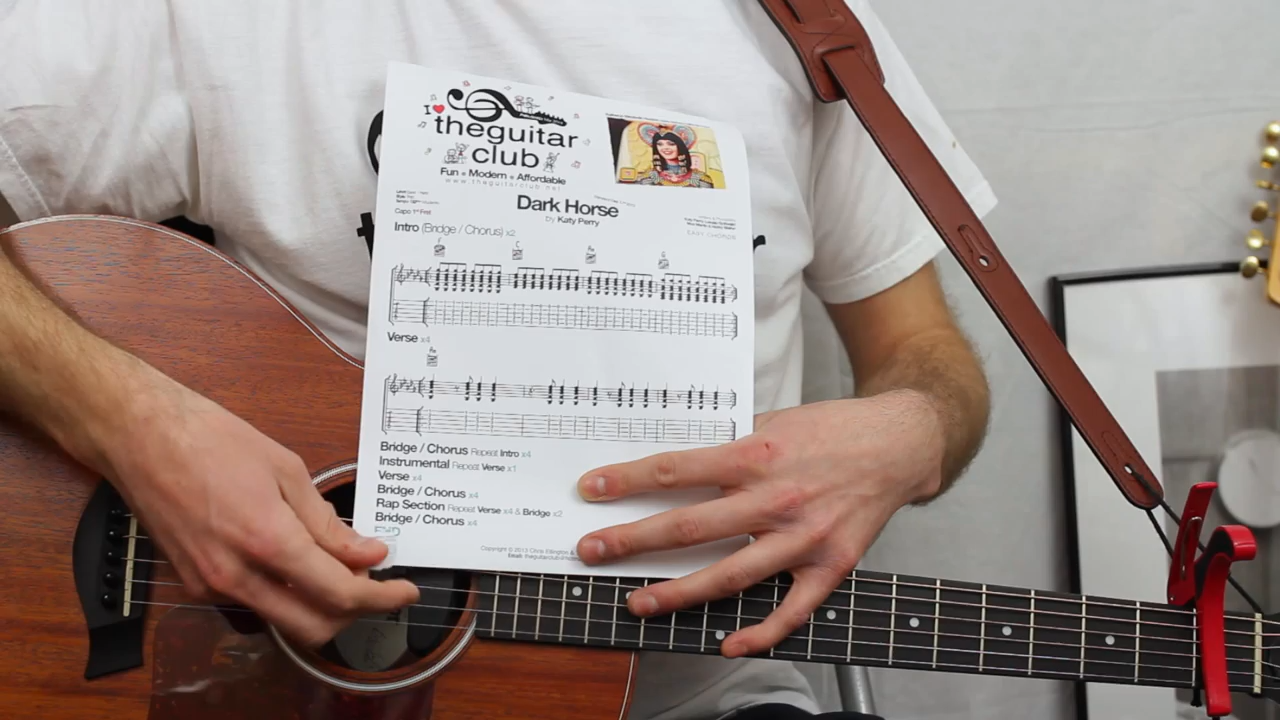 I
theguitar
club
Fun • Modern • Affordable
www.theguitarclub.net
Dark Horse
by Katy Perry
Capo 1st Fret
EASY CHORDS
Intro (Bridge / Chorus) x2
Verse x4
Bridge / Chorus Repeat Intro x4
Instrumental Repeat Verse x1
Verse x4
Bridge / Chorus x4
Rap Section Repeat Verse x4 & Bridge x2
Bridge / Chorus x4
END